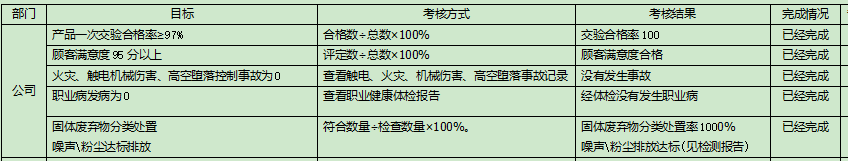 部门 目标 考核方式 考核结果 完成情况
公司
产品一次交验合格率≥97% 合格数÷总数×100% 交验合格率 100 已经完成
顾客满意度 95 分以上 评定数÷总数×100% 顾客满意度合格 已经完成
火灾、触电机械伤害、高空堕落控制事故为 0 查看触电、火灾、机械伤害、高空堕落事故记录 没有发生事故 已经完成
职业病发病为 0 查看职业健康体检报告 经体检没有发生职业病 已经完成
固体废弃物分类处置 符合数量÷检查数量×100%。 固体废弃物分类处置率 1000% 已经完成
噪声\粉尘达标排放 噪声\粉尘排放达标(见检测报告)